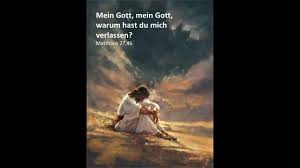 Mein Gott, mein Gott,
warum hast du mich
verlassen?
Matthäus 27,46